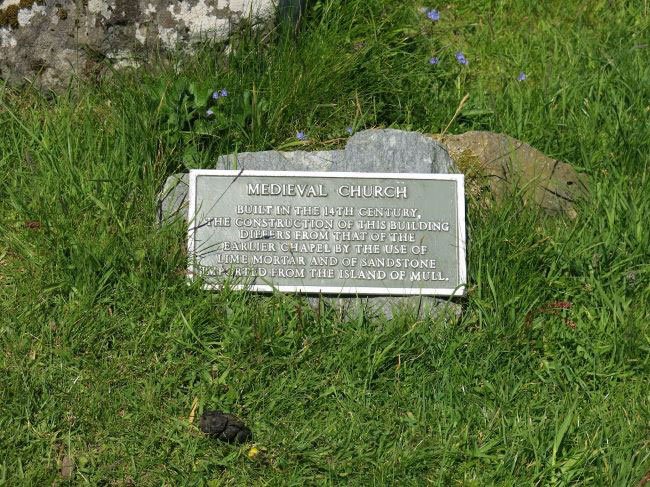 MEDIEVAL CHURCH
BUILT IN THE 14TH CENTURY,
THE CONSTRUCTION OF THIS BUILDING
DIFFERS FROM THAT OF THE
EARLIER CHAPEL BY THE USE OF
LIME MORTAR AND OF SANDSTONE
IMPORTED FROM THE ISLAND OF MULL.